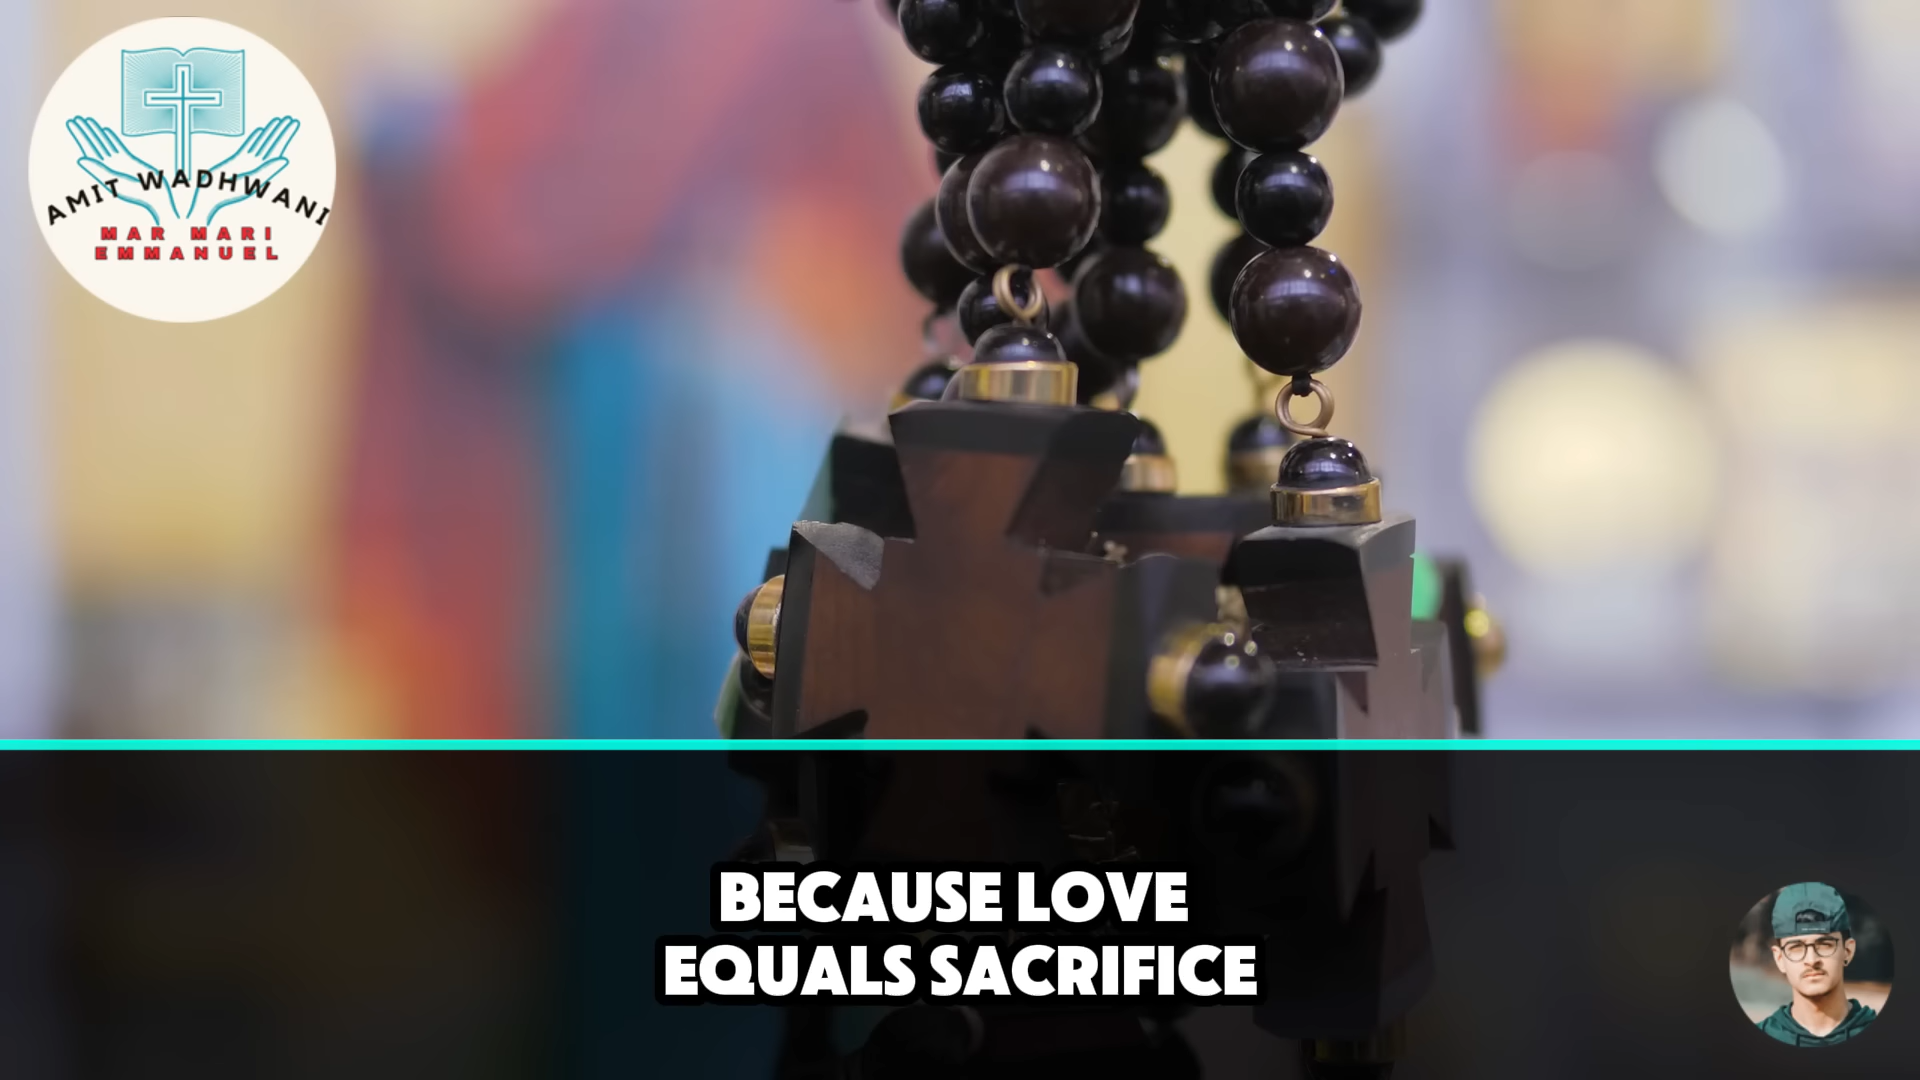 AMIT WADHWANI
MAR MARI
EMMANUEL
BECAUSE LOVE
EQUALS SACRIFICE